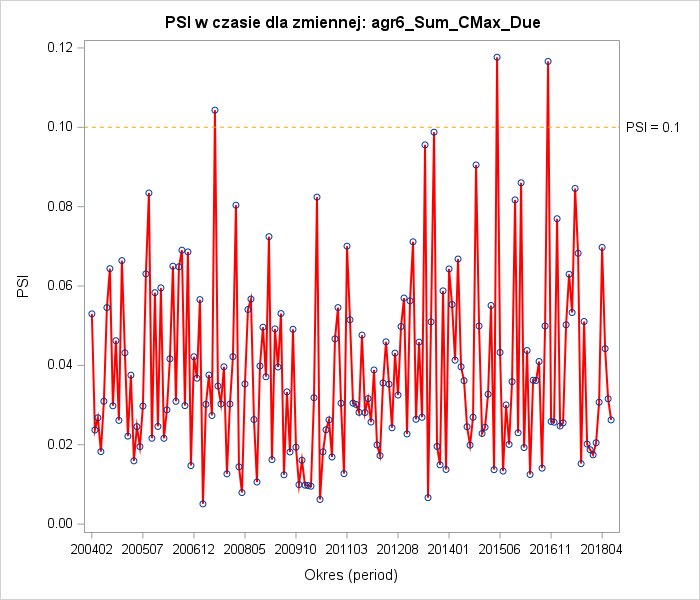 PSI w czasie dla zmiennej: agr6_Sum_CMax_Due
0.12
0.10
PSI = 0.1
0.08
0.06
PSI
0.04
0.02
0.00
200402 200507 200612 200805 200910 201103 201208 201401 201506 201611 201804
Okres (period)